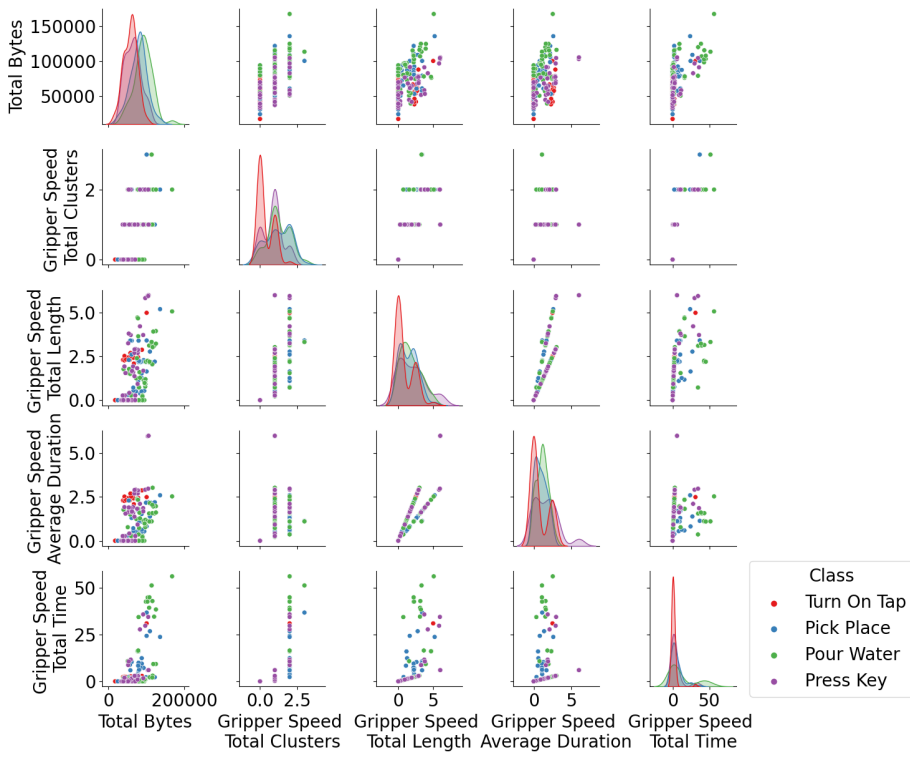 Total Bytes
150000
100000
50000
Gripper Speed
Total Clusters
2
0
Gripper Speed
Total Length
5.0
2.5
0.0
Gripper Speed
Average Duration
5.0
2.5
0.0
Gripper Speed
Total Time
50
25
0
0 200000
Total Bytes
0.0 2.5
Gripper Speed
Total Clusters
0 5
Gripper Speed
Total Length
0 5
Gripper Speed
Average Duration
0 50
Gripper Speed
Total Time
Class
Turn On Tap
Pick Place
Pour Water
Press Key